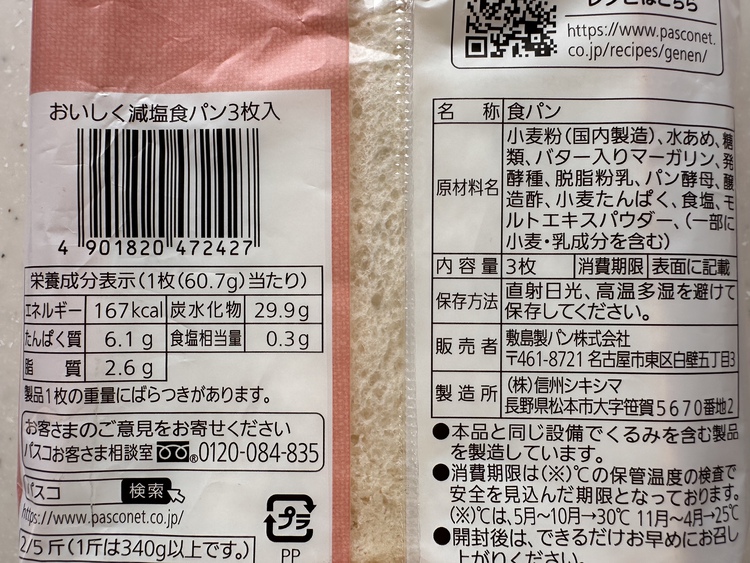 おいしく減塩食パン3枚入
4 901820 472427
栄養成分表示(1枚(60.7g)当たり)
エネルギー 167kcal 炭水化物 29.9g
たんぱく質 6.1g 食塩相当量 0.3g
脂質 2.6g
製品1枚の重量にばらつきがあります。
お客さまのご意見をお寄せください
パスコお客さま相談室 0120-084-835
パスコ 検索
https://www.pasconet.co.jp/
2/5斤(1斤は340g以上です。)
プラ
PP
レシピはこちら
https://www.pasconet.
co.jp/recipes/genen/
名称 食パン
原材料名 小麦粉(国内製造)、水あめ、糖
類、バター入りマーガリン、発
酵種、脱脂粉乳、パン酵母、醸
造酢、小麦たんぱく、食塩、モ
ルトエキスパウダー、(一部に
小麦・乳成分を含む)
内容量 3枚 消費期限 表面に記載
保存方法 直射日光、高温多湿を避けて
保存してください。
販売者 敷島製パン株式会社
〒461-8721 名古屋市東区白壁五丁目3
製造所 (株)信州シキシマ
長野県松本市大字笹賀5670番地2
●本品と同じ設備でくるみを含む製品
を製造しています。
●消費期限は(※)℃の保管温度の検査で
安全を見込んだ期限となっております。
(※)℃は、5月~10月→30℃ 11月~4月→25℃
●開封後は、できるだけお早めにお召し
上がりください。